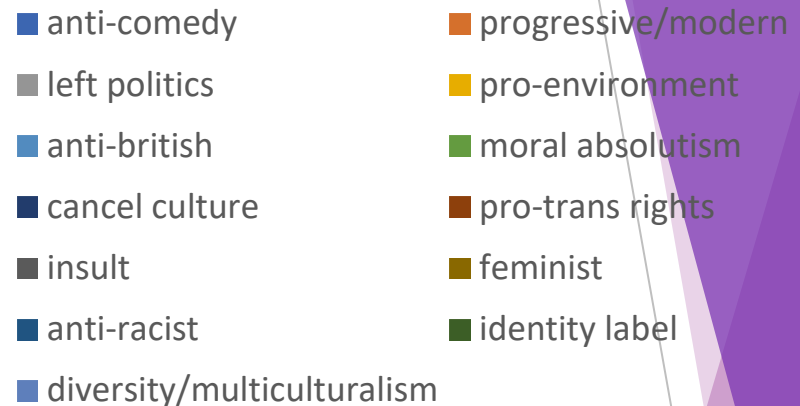 anti-comedy
progressive/modern
left politics
pro-environment
anti-british
moral absolutism
cancel culture
pro-trans rights
insult
feminist
anti-racist
identity label
diversity/multiculturalism